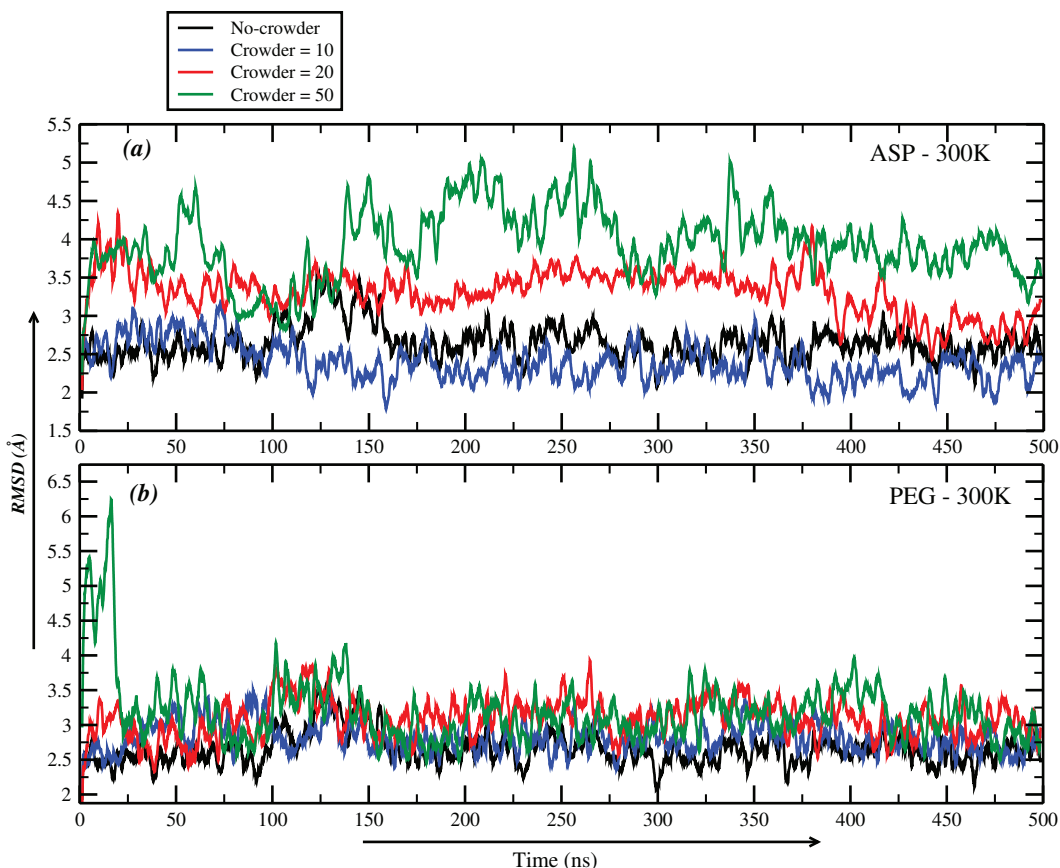 No-crowder
Crowder = 10
Crowder = 20
Crowder = 50
(a)
ASP - 300K
5.5
5
4.5
4
3.5
3
2.5
2
1.5
0 50 100 150 200 250 300 350 400 450 500
RMSD (Å)
(b)
PEG - 300K
6.5
6
5.5
5
4.5
4
3.5
3
2.5
2
0 50 100 150 200 250 300 350 400 450 500
Time (ns)